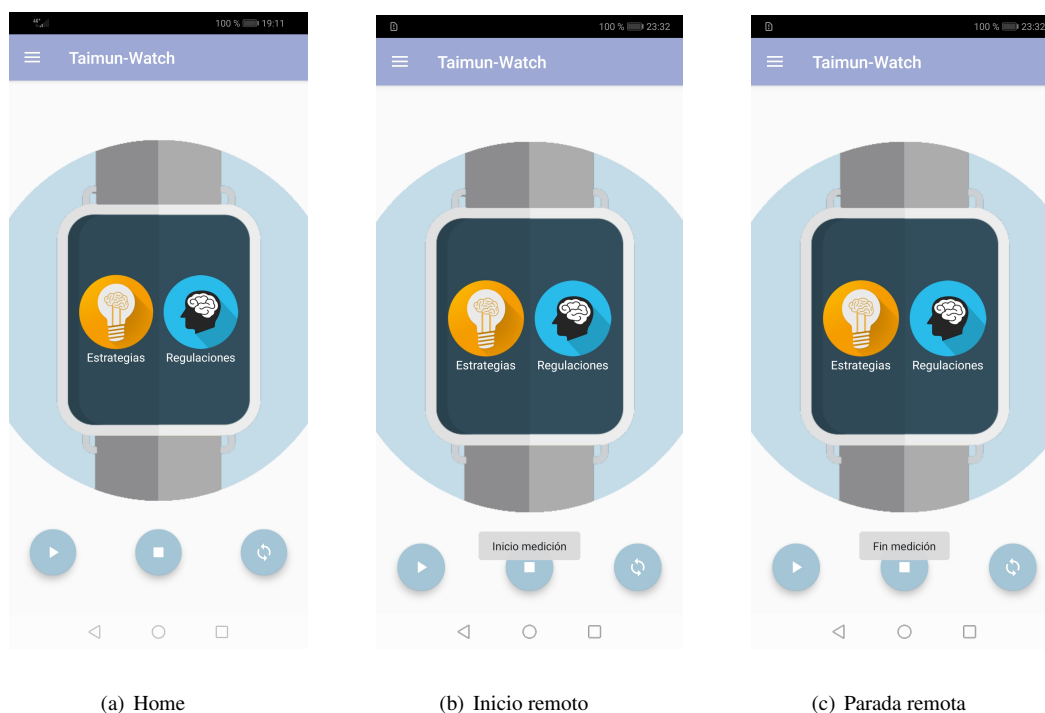 46+ 100 % 19:11
Taimun-Watch
Estrategias Regulaciones
(a) Home
100 % 23:32
Taimun-Watch
Estrategias Regulaciones
Inicio medición
(b) Inicio remoto
100 % 23:32
Taimun-Watch
Estrategias Regulaciones
Fin medición
(c) Parada remota